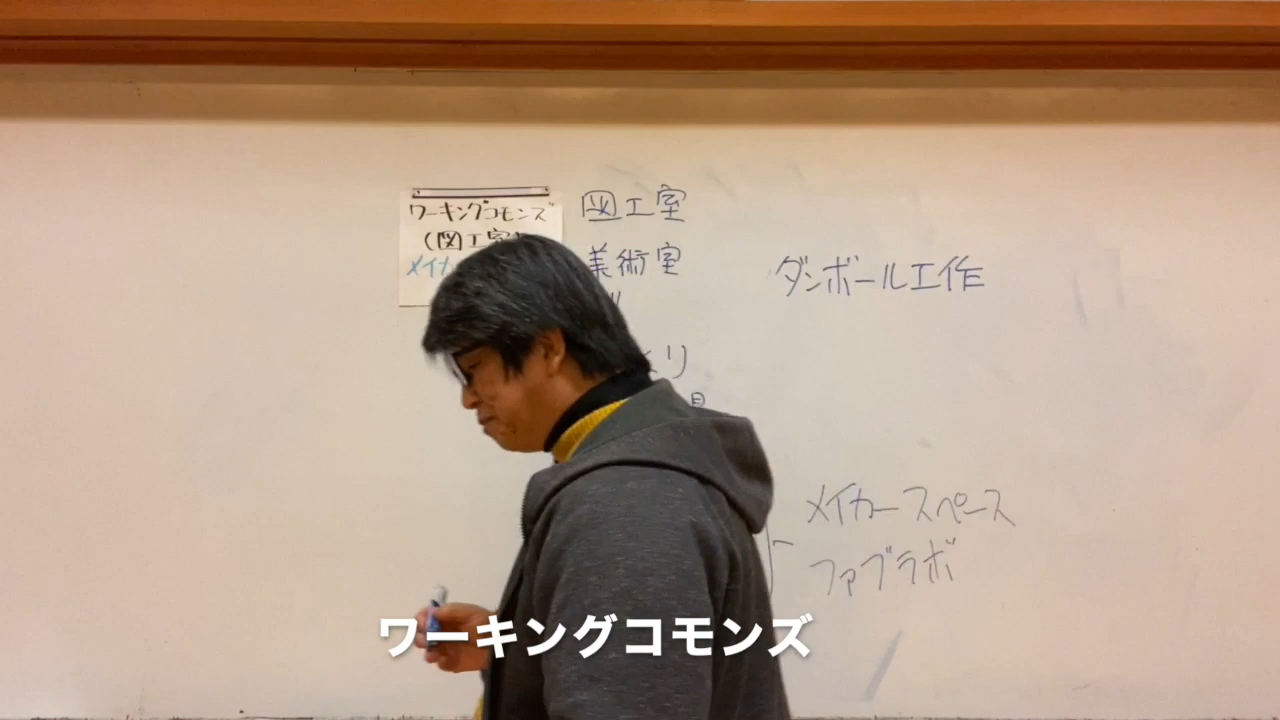 ワーキングコモンズ
(図工室)
メイカ
図工室
美術室
ダンボール工作
メイカースペース
ファブラボ
ワーキングコモンズ